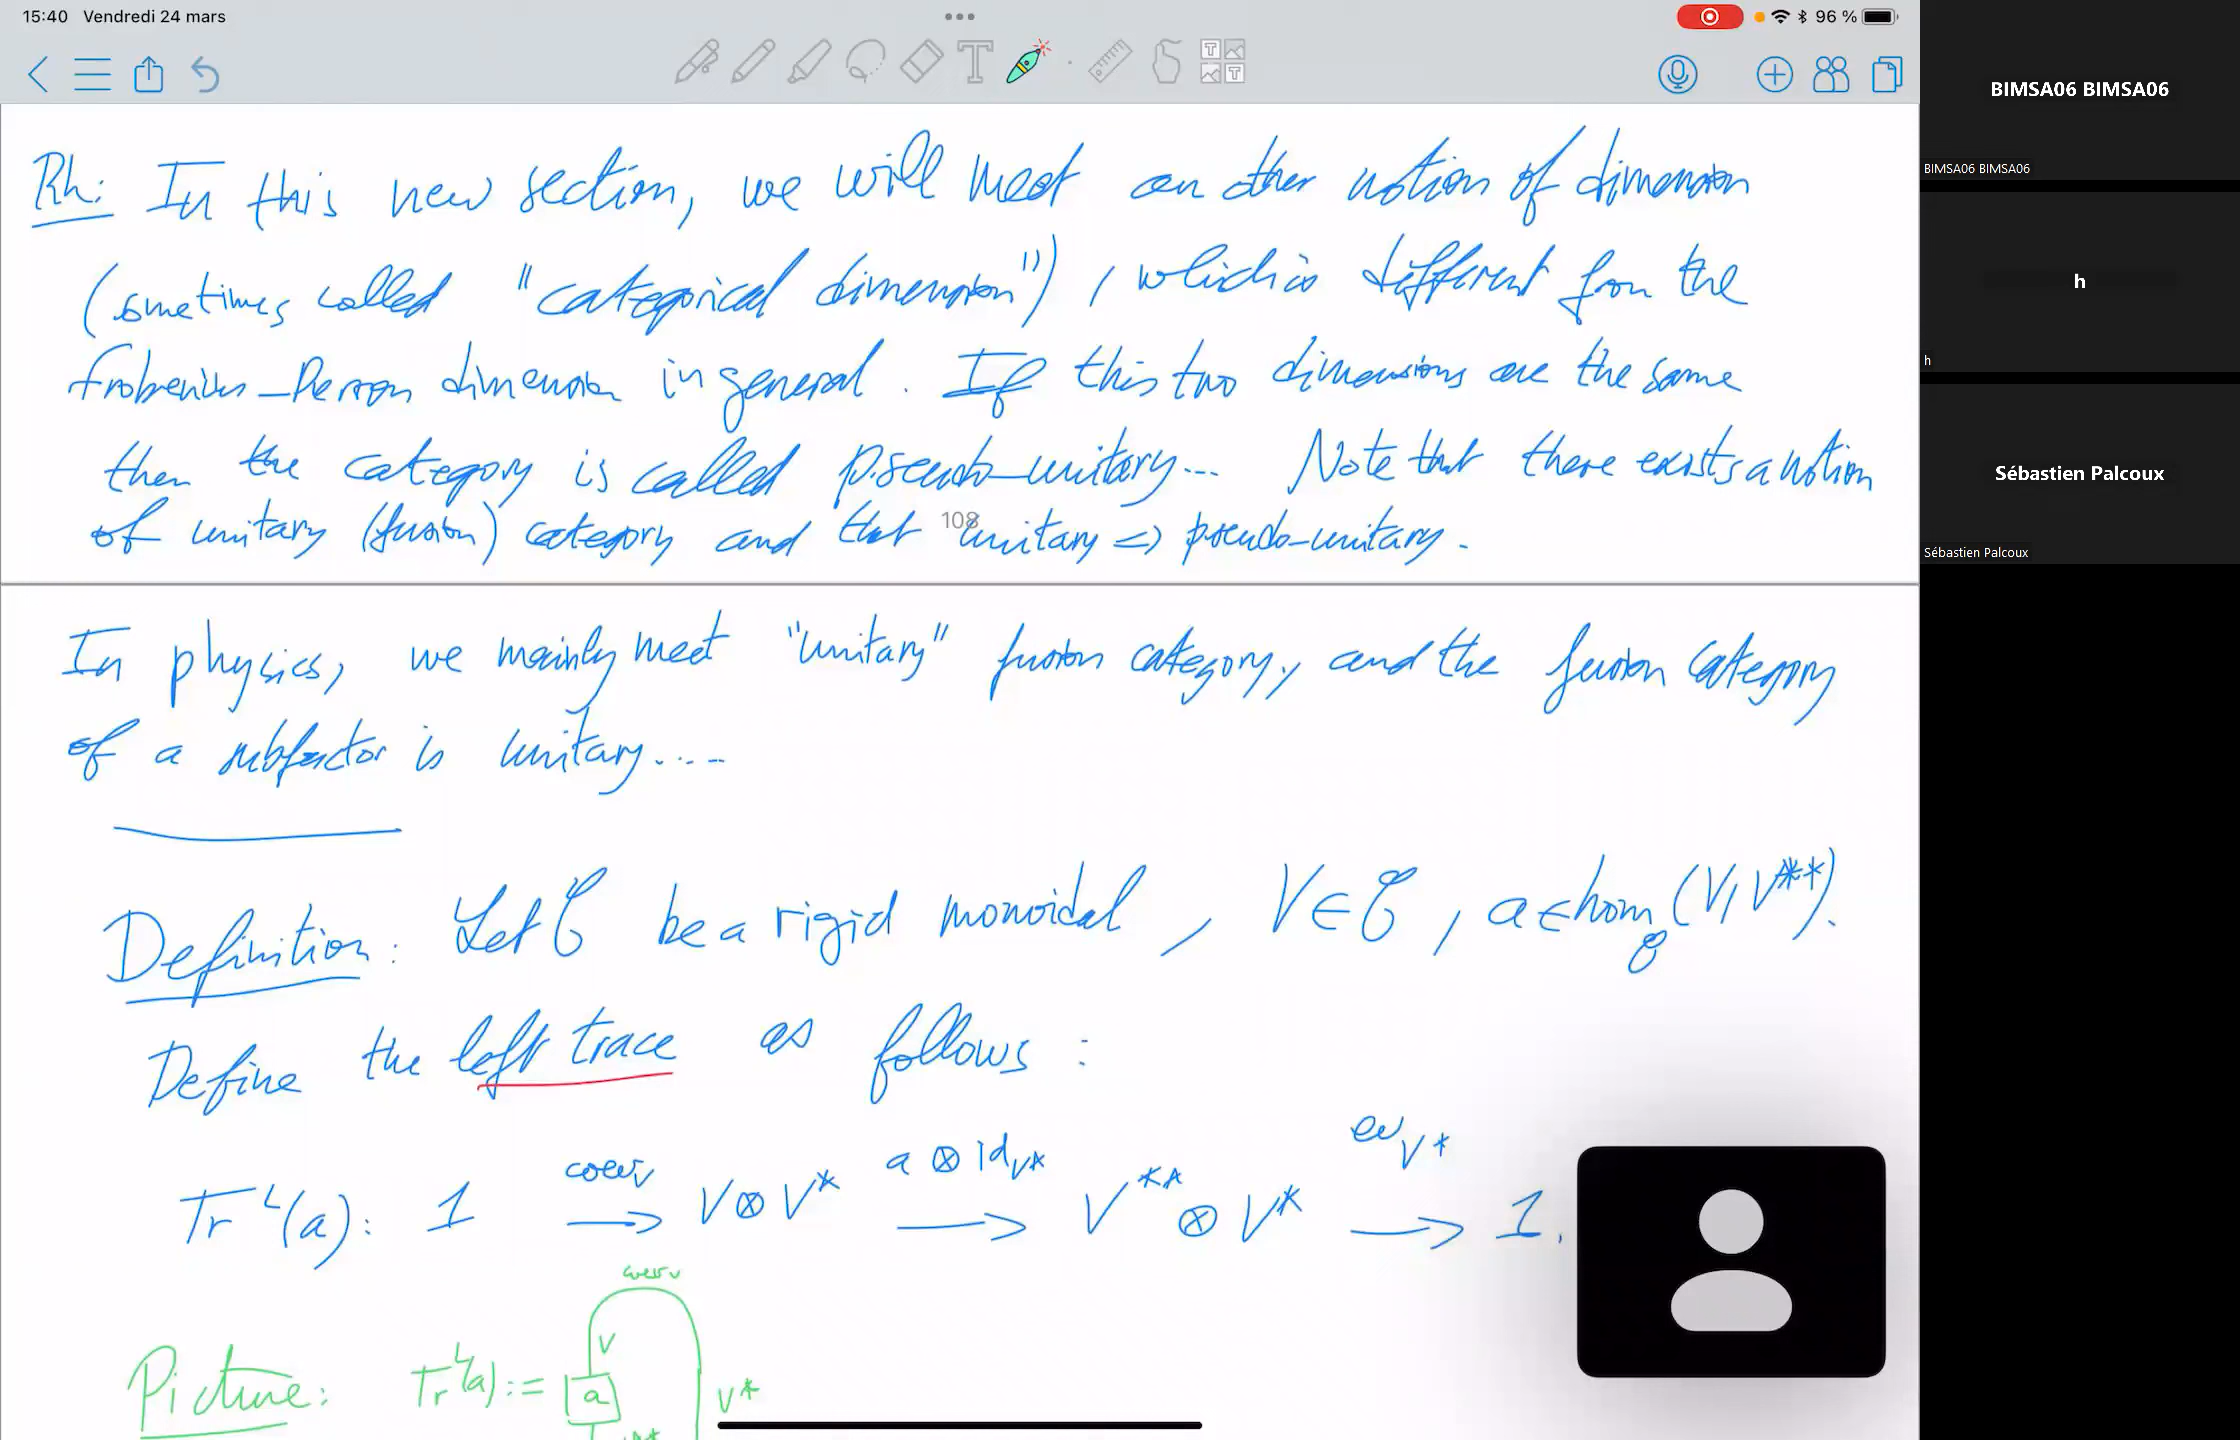 15:40 Vendredi 24 mars
96 %
Rk: In this new section, we will meet an other notion of dimension
(sometimes called "categorical dimension"), which is different from the
Frobenius-Perron dimension in general. If this two dimensions are the same
then the category is called pseudo-unitary... Note that there exists a notion
of unitary (fusion) category and that unitary => pseudo-unitary.
108
In physics, we mainly meet "unitary" fusion category, and the fusion category
of a subfactor is unitary....
Definition: Let C be a rigid monoidal, V ∈ C, a ∈ hom_C (V, V**).
Define the left trace as follows:
Tr^L(a): 1 →^{coev_V} V⊗V* →^{a ⊗ id_{V*}} V** ⊗ V* →^{ev_{V*}} 1.
coev_V
Picture: Tr^L(a) := V a V*
BIMSA06 BIMSA06
BIMSA06 BIMSA06
h
h
Sébastien Palcoux
Sébastien Palcoux